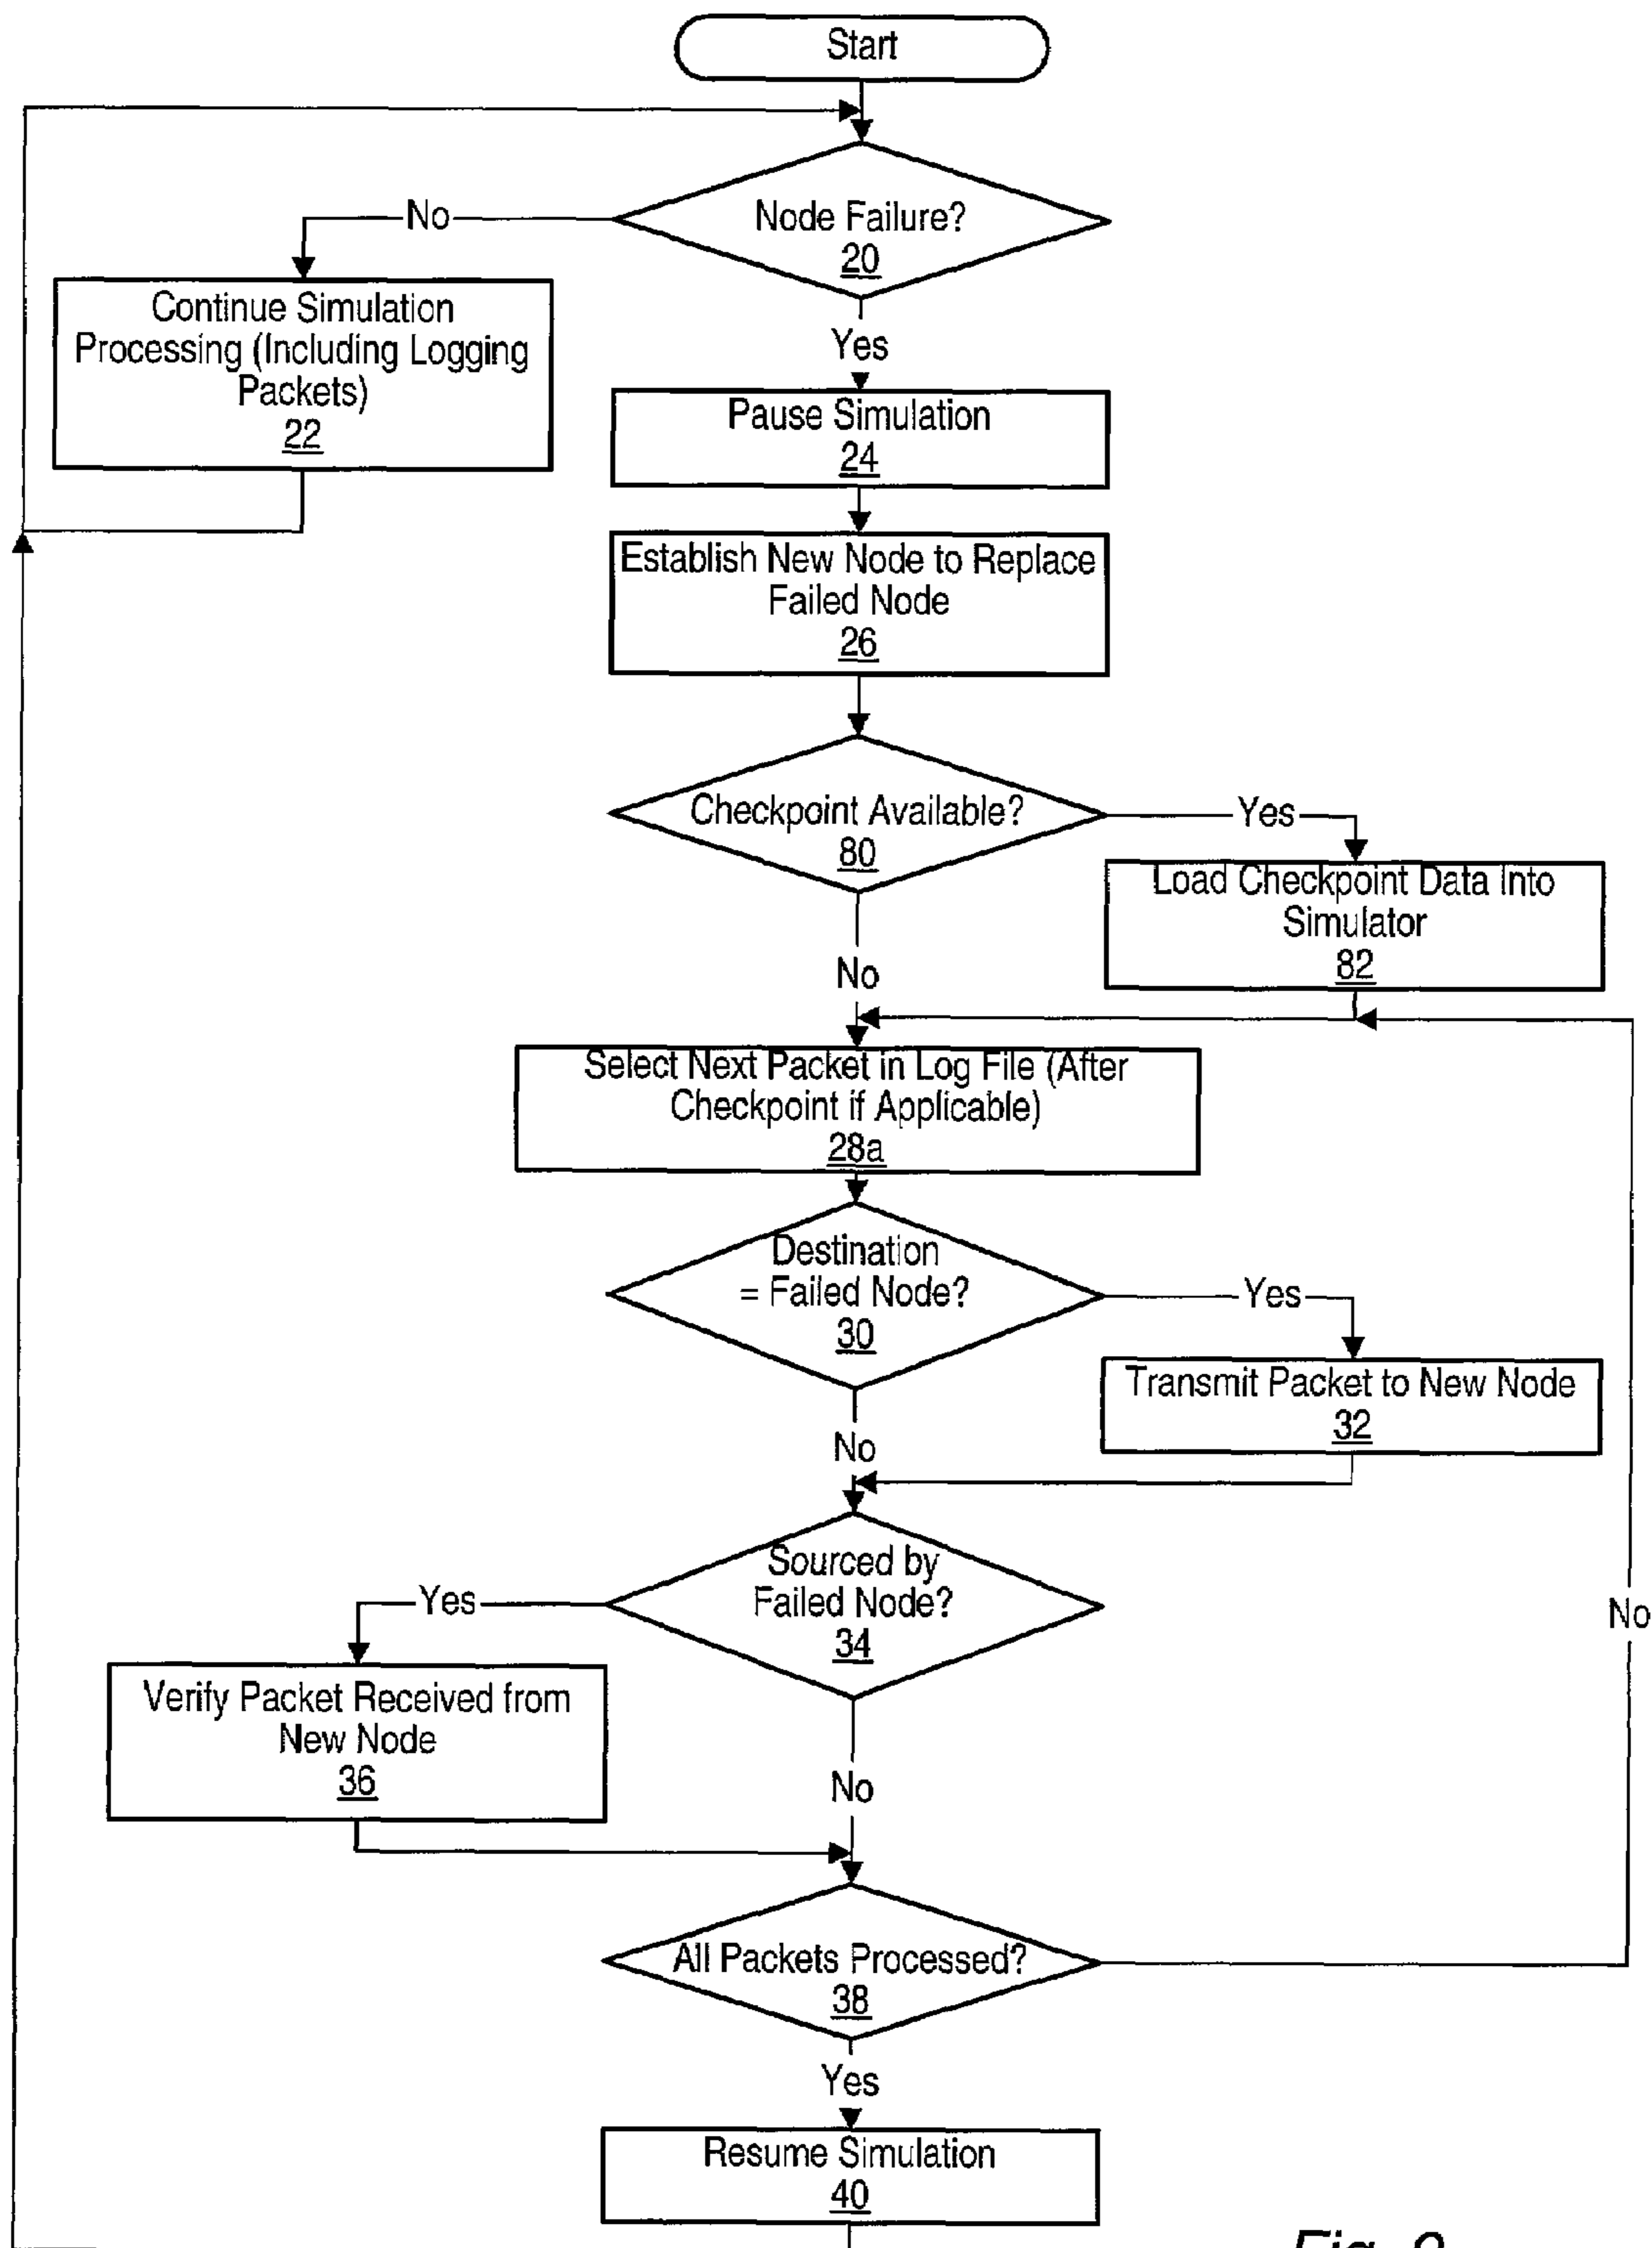 Start
Node Failure?
20
No
Yes
Continue Simulation
Processing (Including Logging
Packets)
22
Pause Simulation
24
Establish New Node to Replace
Failed Node
26
Checkpoint Available?
80
Yes
Load Checkpoint Data Into
Simulator
82
No
Select Next Packet in Log File (After
Checkpoint if Applicable)
28a
Destination
= Failed Node?
30
Yes
Transmit Packet to New Node
32
No
Sourced by
Failed Node?
34
Yes
Verify Packet Received from
New Node
36
No
All Packets Processed?
38
No
Yes
Resume Simulation
40